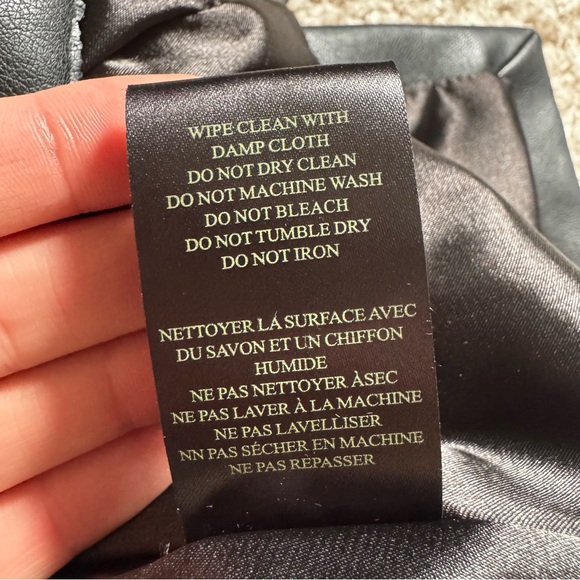 WIPE CLEAN WITH
DAMP CLOTH
DO NOT DRY CLEAN
DO NOT MACHINE WASH
DO NOT BLEACH
DO NOT TUMBLE DRY
DO NOT IRON
NETTOYER LÁ SURFACE AVEC
DU SAVON ET UN CHIFFON
HUMIDE
NE PAS NETTOYER ÀSEC
NE PAS LAVER À LA MACHINE
NE PAS LAVELLISER
NN PAS SÉCHER EN MACHINE
NE PAS RÉPASSER